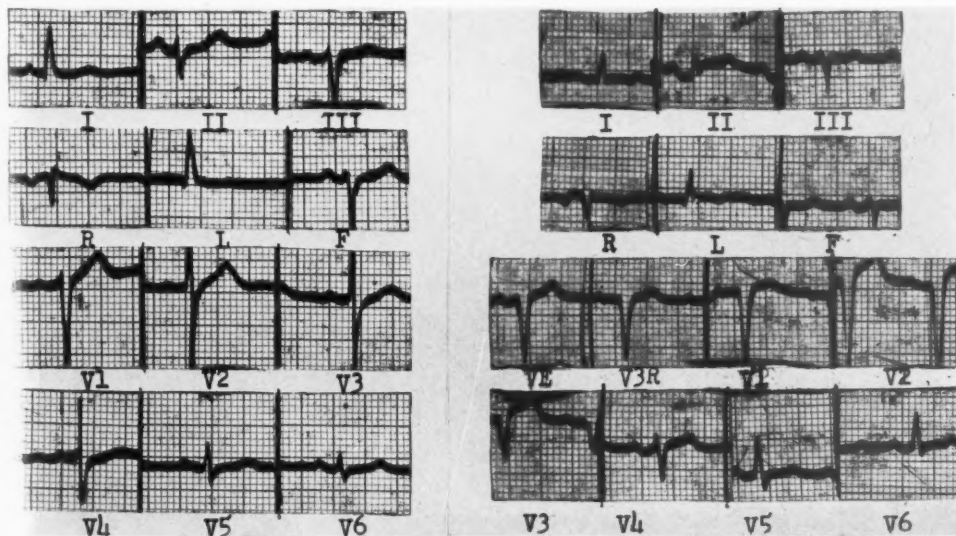 I II III
R L F
V1 V2 V3
V4 V5 V6
I II III
R L F
VE V3R V1 V2
V3 V4 V5 V6